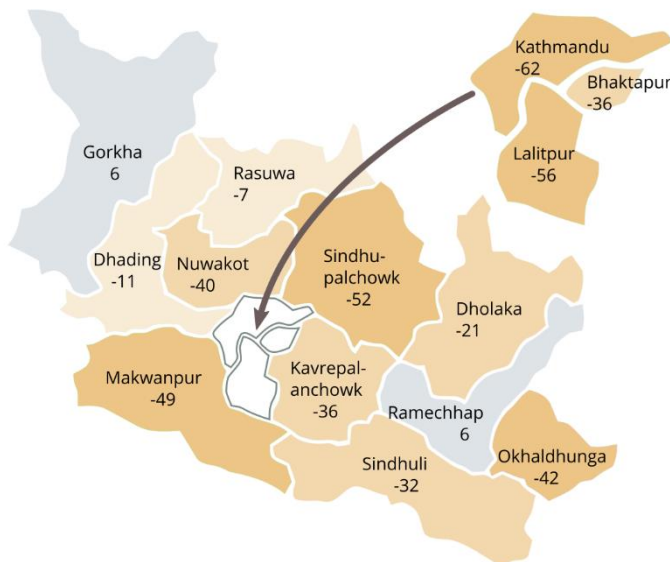 Kathmandu
-62
Bhaktapur
-36
Lalitpur
-56
Gorkha
6
Rasuwa
-7
Dhading
-11
Nuwakot
-40
Sindhu-
palchowk
-52
Dholaka
-21
Makwanpur
-49
Kavrepal-
anchowk
-36
Ramechhap
6
Okhaldhunga
-42
Sindhuli
-32